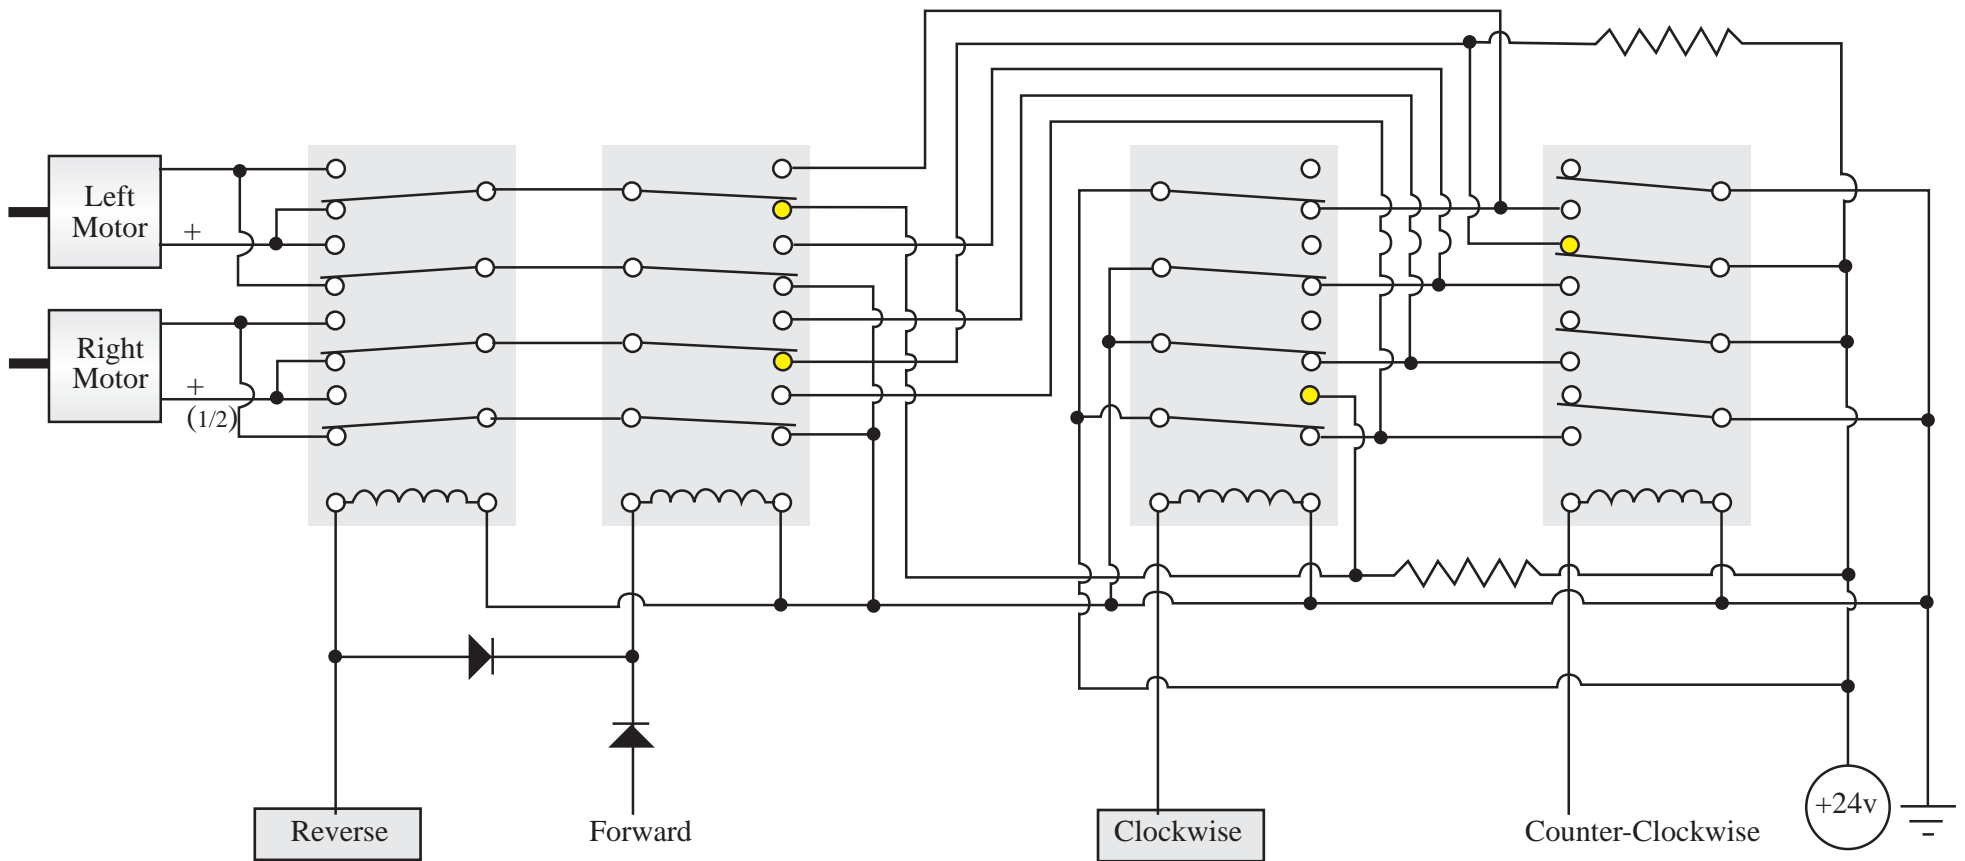 Left
Motor
+
Right
Motor
+
(1/2)
Reverse
Forward
Clockwise
Counter-Clockwise
+24v